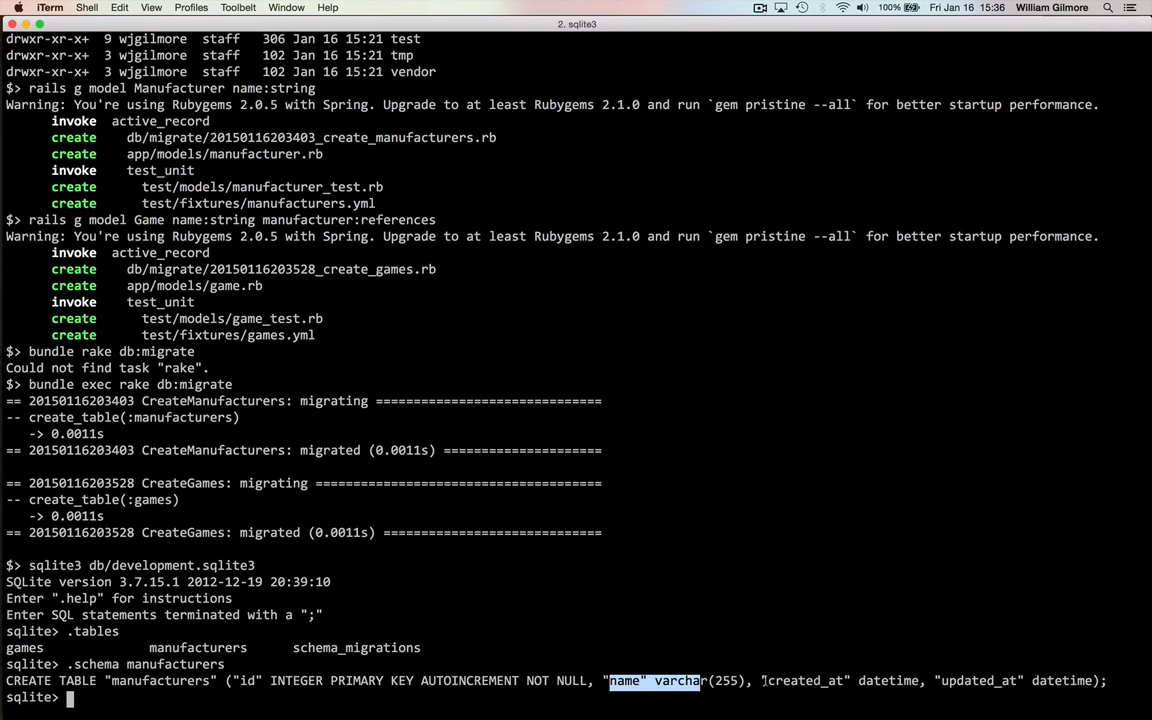 iTerm Shell Edit View Profiles Toolbelt Window Help 100% Fri Jan 16 15:36 William Gilmore
2. sqlite3
drwxr-xr-x+ 9 wjgilmore staff 306 Jan 16 15:21 test
drwxr-xr-x+ 3 wjgilmore staff 102 Jan 16 15:21 tmp
drwxr-xr-x+ 3 wjgilmore staff 102 Jan 16 15:21 vendor
$> rails g model Manufacturer name:string
Warning: You're using Rubygems 2.0.5 with Spring. Upgrade to at least Rubygems 2.1.0 and run `gem pristine --all` for better startup performance.
invoke active_record
create db/migrate/20150116203403_create_manufacturers.rb
create app/models/manufacturer.rb
invoke test_unit
create test/models/manufacturer_test.rb
create test/fixtures/manufacturers.yml
$> rails g model Game name:string manufacturer:references
Warning: You're using Rubygems 2.0.5 with Spring. Upgrade to at least Rubygems 2.1.0 and run `gem pristine --all` for better startup performance.
invoke active_record
create db/migrate/20150116203528_create_games.rb
create app/models/game.rb
invoke test_unit
create test/models/game_test.rb
create test/fixtures/games.yml
$> bundle rake db:migrate
Could not find task "rake".
$> bundle exec rake db:migrate
== 20150116203403 CreateManufacturers: migrating ==============================
-- create_table(:manufacturers)
-> 0.0011s
== 20150116203403 CreateManufacturers: migrated (0.0011s) =====================
== 20150116203528 CreateGames: migrating ======================================
-- create_table(:games)
-> 0.0011s
== 20150116203528 CreateGames: migrated (0.0011s) =============================
$> sqlite3 db/development.sqlite3
SQLite version 3.7.15.1 2012-12-19 20:39:10
Enter ".help" for instructions
Enter SQL statements terminated with a ";"
sqlite> .tables
games manufacturers schema_migrations
sqlite> .schema manufacturers
CREATE TABLE "manufacturers" ("id" INTEGER PRIMARY KEY AUTOINCREMENT NOT NULL, "name" varchar(255), "created_at" datetime, "updated_at" datetime);
sqlite>